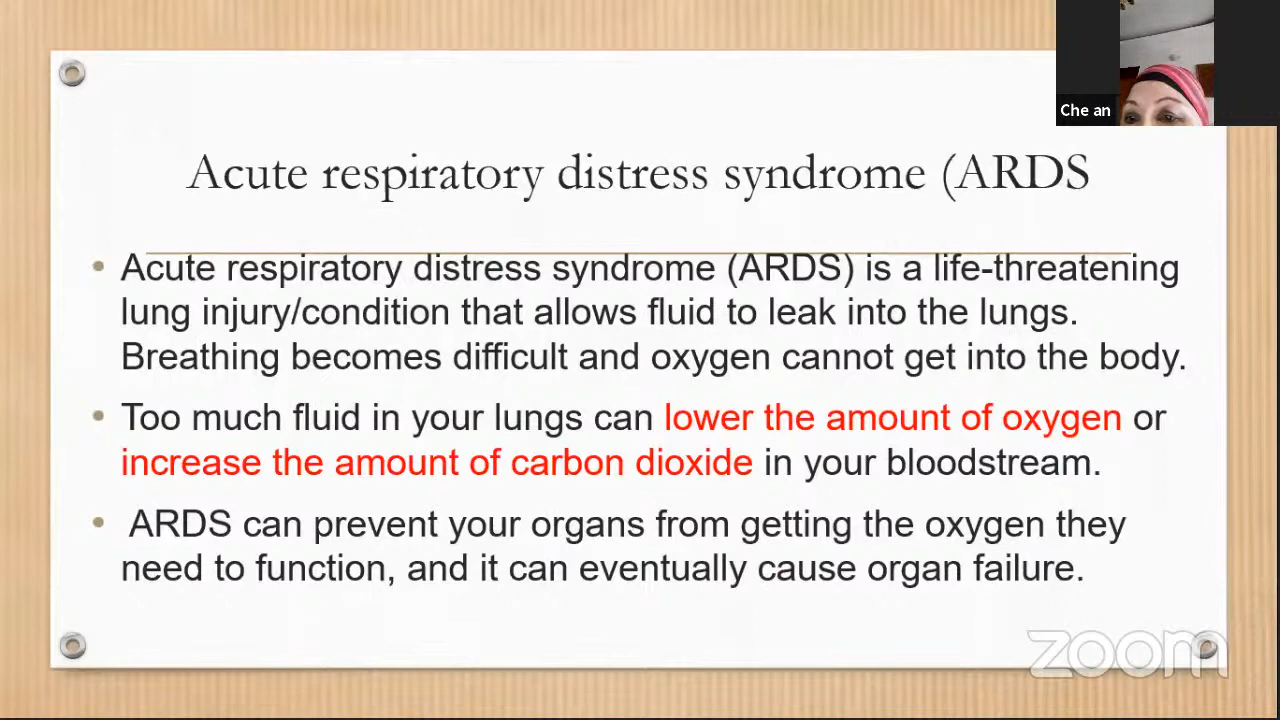 Che an
Acute respiratory distress syndrome (ARDS
• Acute respiratory distress syndrome (ARDS) is a life-threatening
lung injury/condition that allows fluid to leak into the lungs.
Breathing becomes difficult and oxygen cannot get into the body.
• Too much fluid in your lungs can lower the amount of oxygen or
increase the amount of carbon dioxide in your bloodstream.
• ARDS can prevent your organs from getting the oxygen they
need to function, and it can eventually cause organ failure.
zoom